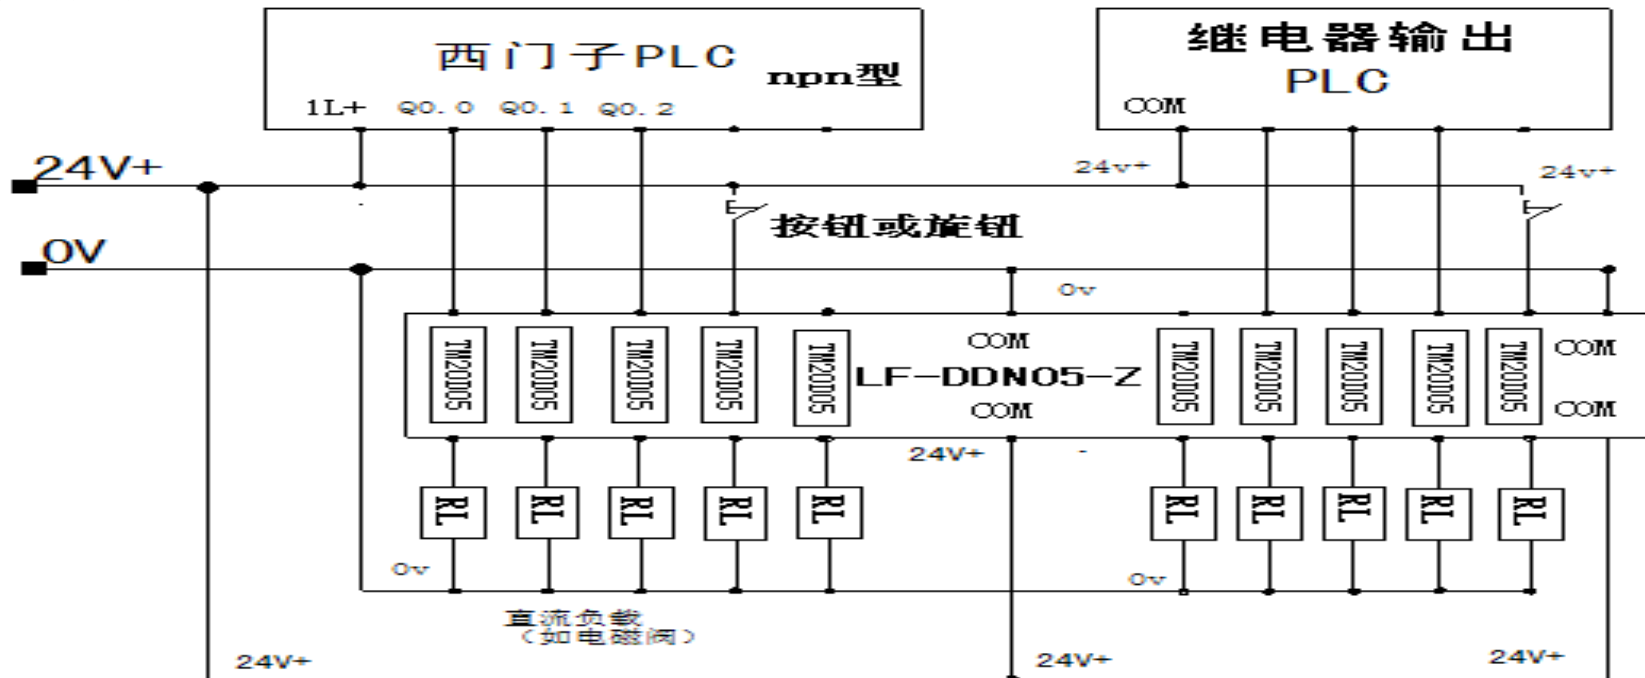 西门子PLC npn型
1L+ Q0.0 Q0.1 Q0.2
继电器输出
PLC
COM
24V+
24v+
24v+
按钮或旋钮
0V
0v
TM20D05 TM20D05 TM20D05 TM20D05 TM20D05
COM
LF-DDN05-Z
COM
TM20D05 TM20D05 TM20D05 TM20D05 TM20D05
COM
COM
24V+
RL RL RL RL RL
RL RL RL RL RL
0v
0v
直流负载
（如电磁阀）
24V+
24V+
24V+